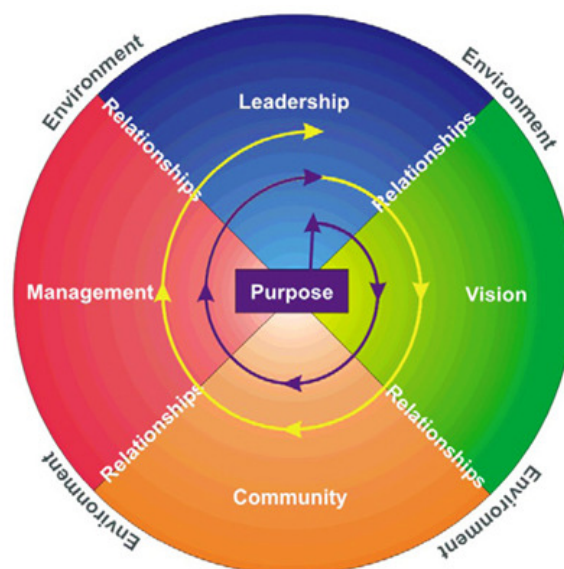 Environment
Environment
Leadership
Relationships
Relationships
Management
Purpose
Vision
Relationships
Relationships
Community
Environment
Environment